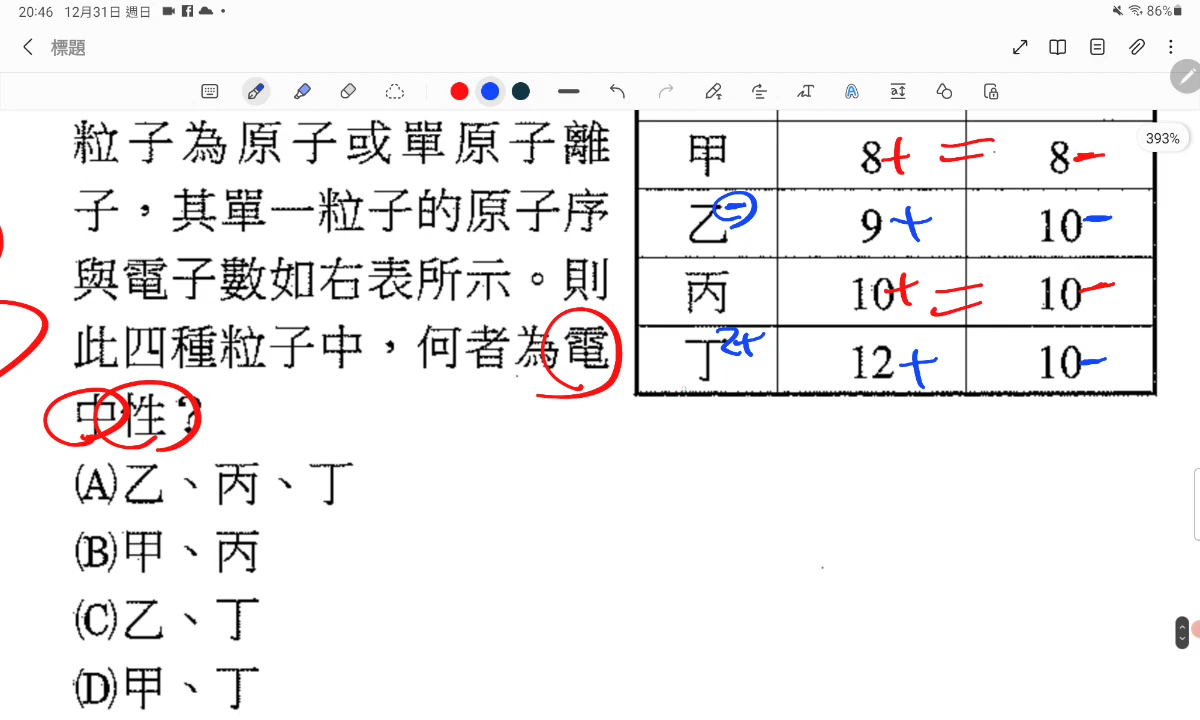 20:46 12月31日 週日 86%
標題
393%
粒子為原子或單原子離
子，其單一粒子的原子序
與電子數如右表所示。則
此四種粒子中，何者為電
中性？
(A)乙、丙、丁
(B)甲、丙
(C)乙、丁
(D)甲、丁
甲 8+ = 8-
乙- 9+ 10-
丙 10+ = 10-
丁2+ 12+ 10-